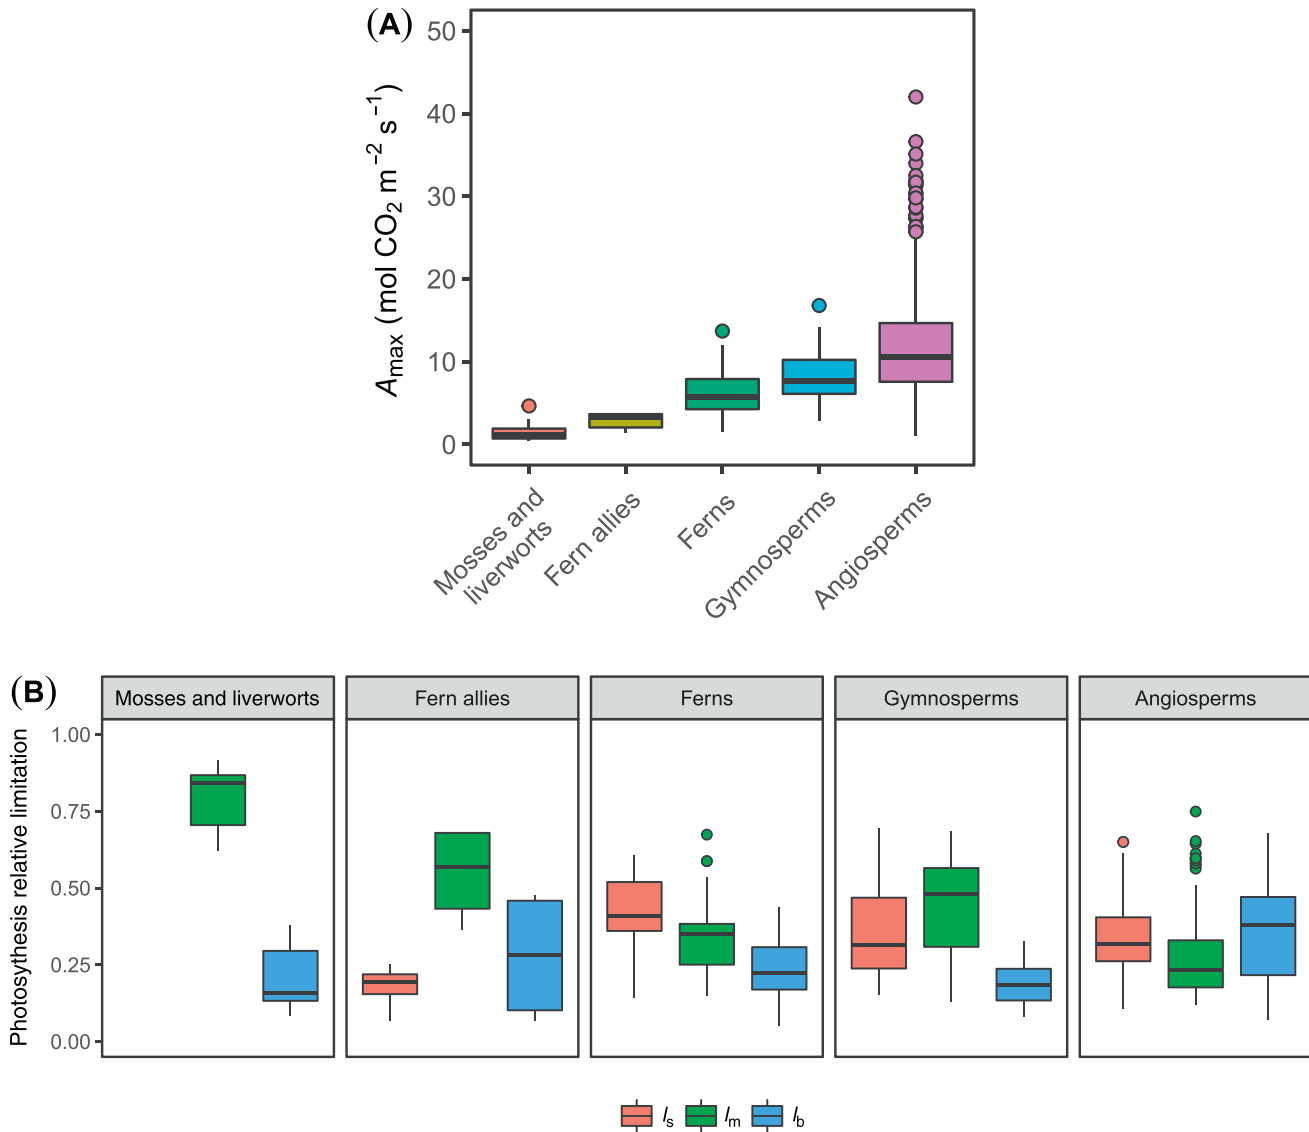 (A)
50
40
30
20
10
0
Amax (mol CO2 m−2 s−1)
Mosses and
liverworts
Fern allies
Ferns
Gymnosperms
Angiosperms
(B)
Mosses and liverworts
Fern allies
Ferns
Gymnosperms
Angiosperms
Photosythesis relative limitation
1.00
0.75
0.50
0.25
0.00
ls lm lb